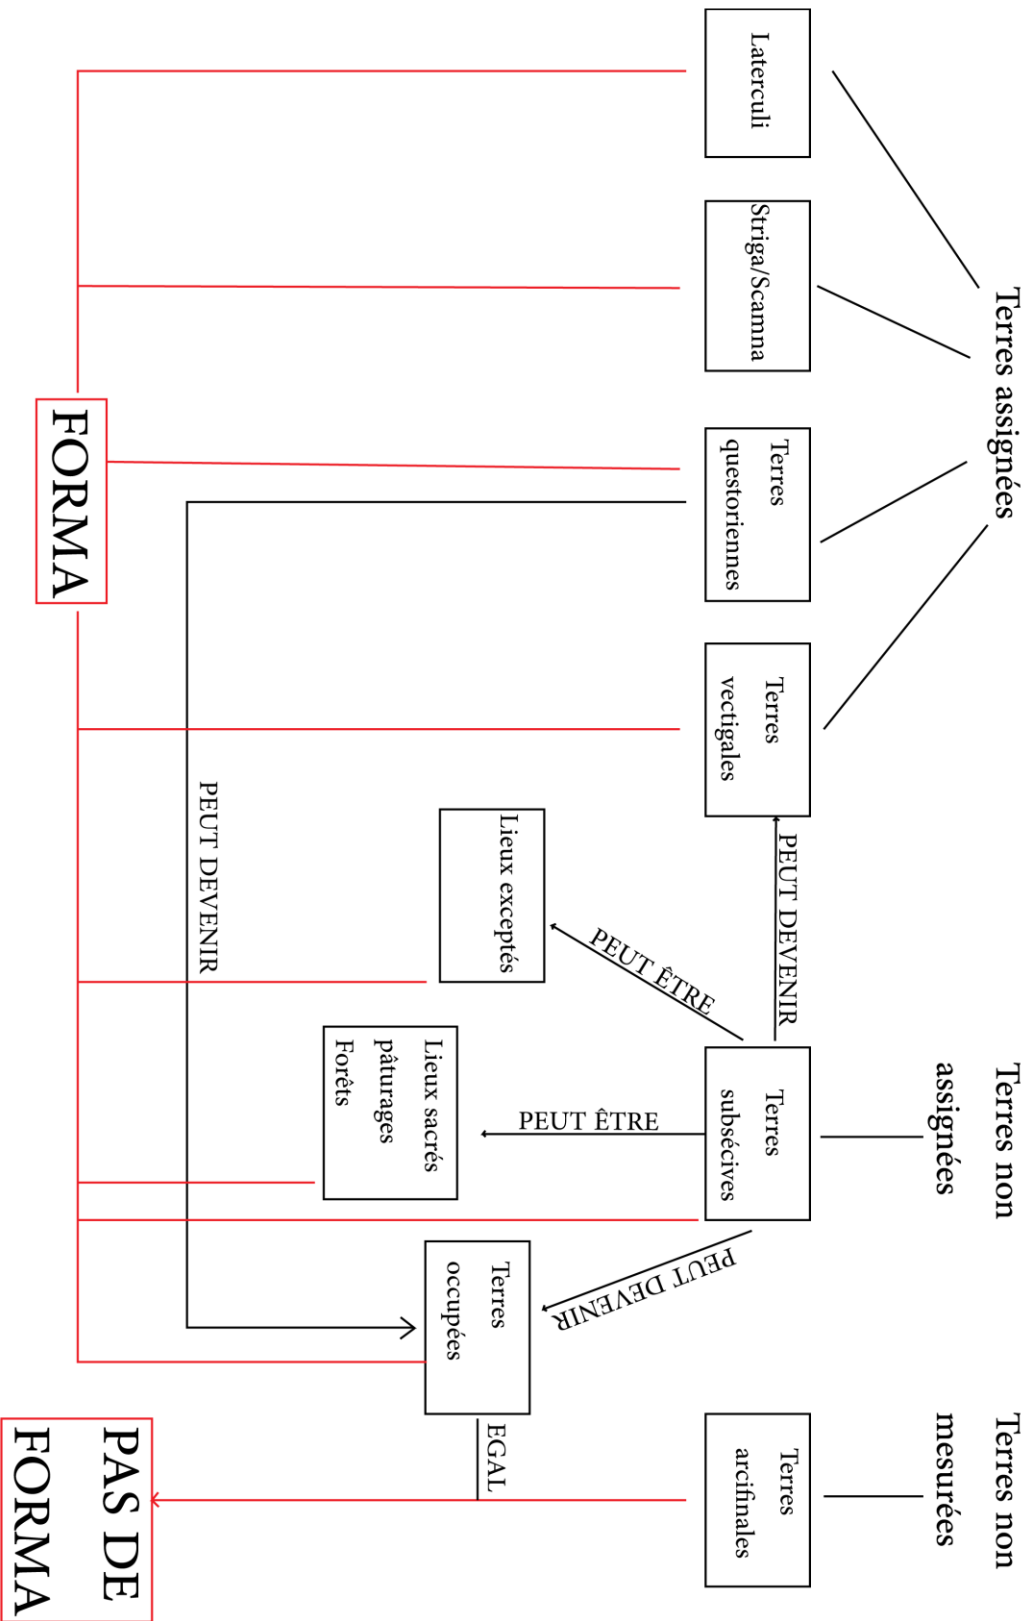 Terres assignées
Terres non
assignées
Terres non
mesurées
Laterculi
Striga/Scamna
Terres
questoriennes
Terres
vectigales
PEUT DEVENIR
Terres
subsécives
Terres
arcifinales
PEUT ÊTRE
PEUT ÊTRE
PEUT DEVENIR
Lieux exceptés
Lieux sacrés
pâturages
Forêts
Terres
occupées
EGAL
PEUT DEVENIR
FORMA
PAS DE
FORMA